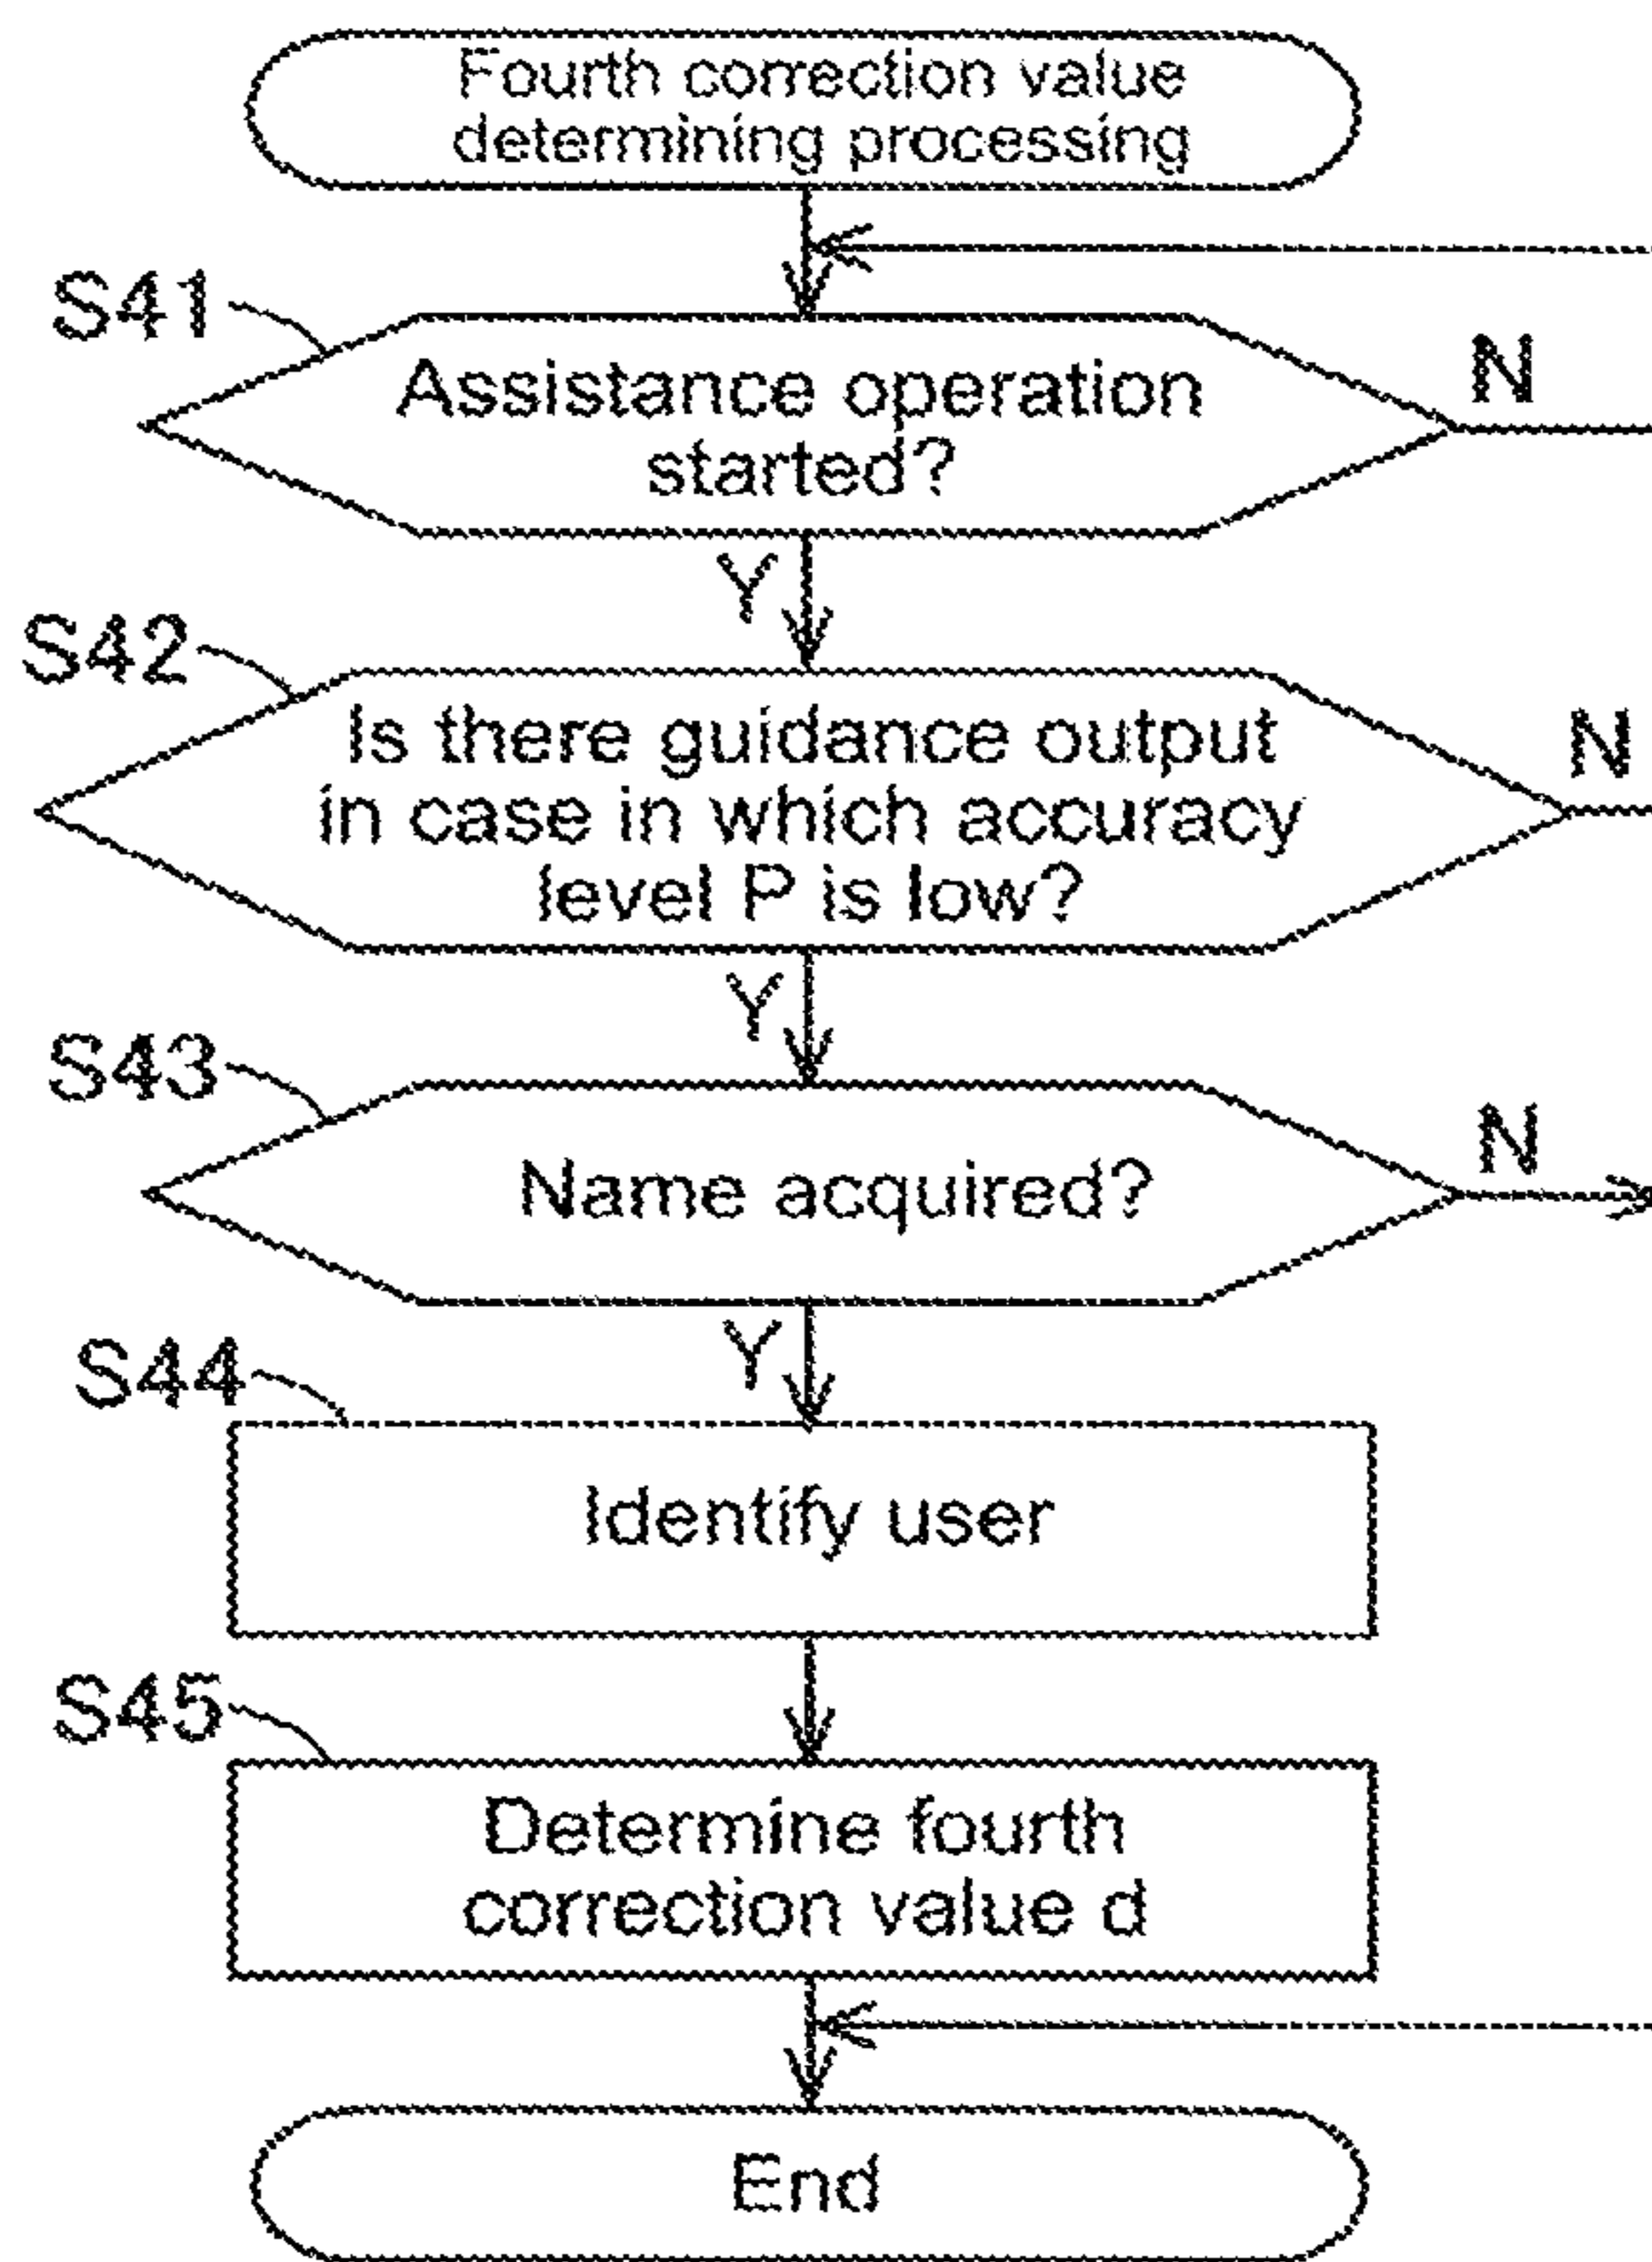 Fourth correction value
determining processing
S41
Assistance operation
started?
N
Y
S42
Is there guidance output
in case in which accuracy
level P is low?
N
Y
S43
Name acquired?
N
Y
S44
Identify user
S45
Determine fourth
correction value d
End